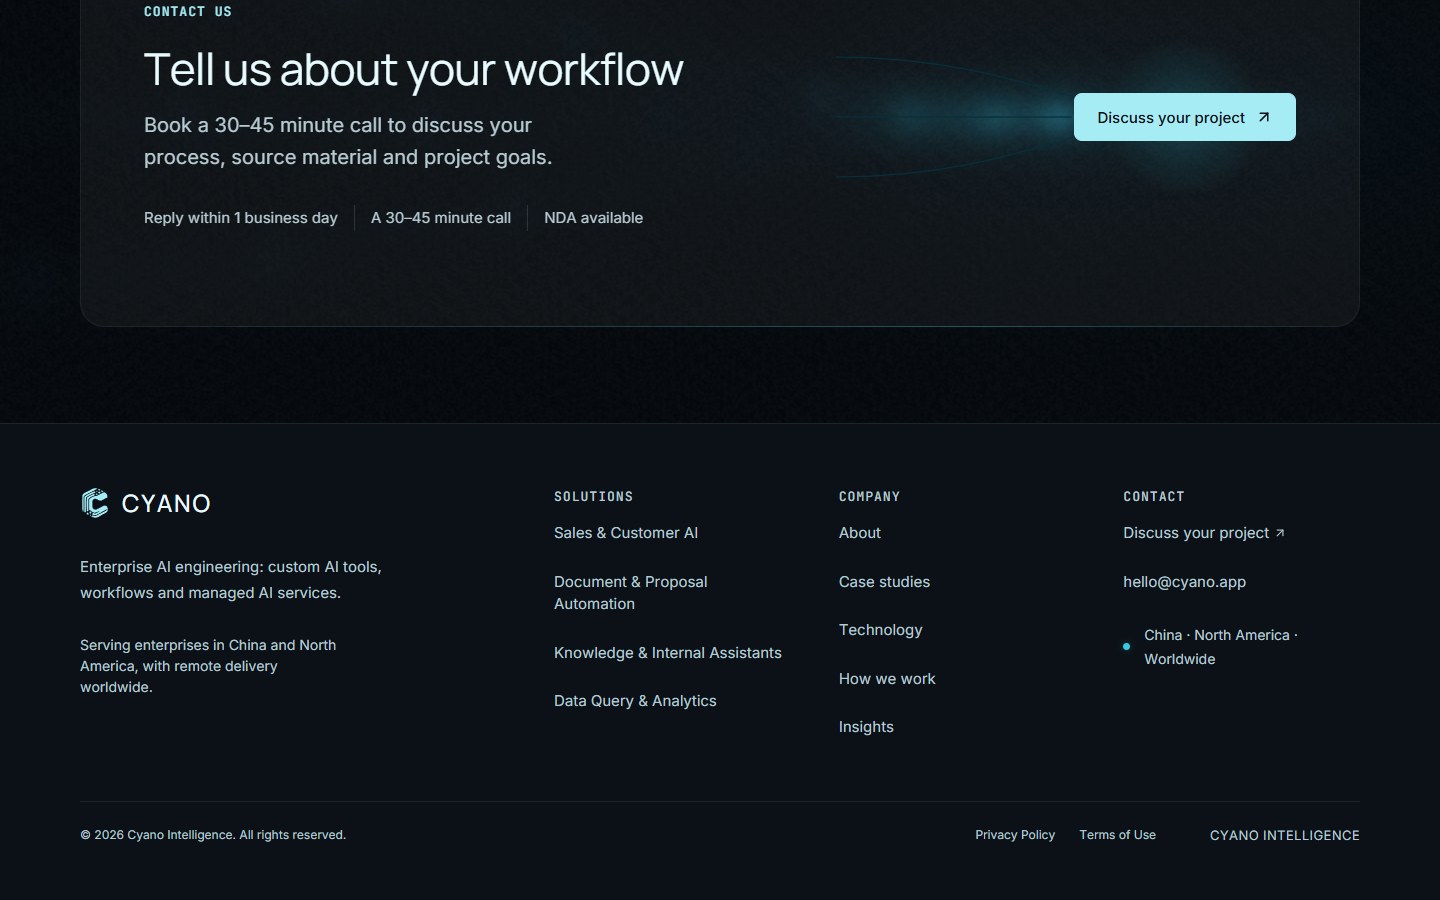 CONTACT US
Tell us about your workflow
Book a 30–45 minute call to discuss your
process, source material and project goals.
Discuss your project
Reply within 1 business day
A 30–45 minute call
NDA available
CYANO
Enterprise AI engineering: custom AI tools,
workflows and managed AI services.
Serving enterprises in China and North
America, with remote delivery
worldwide.
SOLUTIONS
Sales & Customer AI
Document & Proposal
Automation
Knowledge & Internal Assistants
Data Query & Analytics
COMPANY
About
Case studies
Technology
How we work
Insights
CONTACT
Discuss your project ↗
hello@cyano.app
China · North America ·
Worldwide
© 2026 Cyano Intelligence. All rights reserved.
Privacy Policy
Terms of Use
CYANO INTELLIGENCE